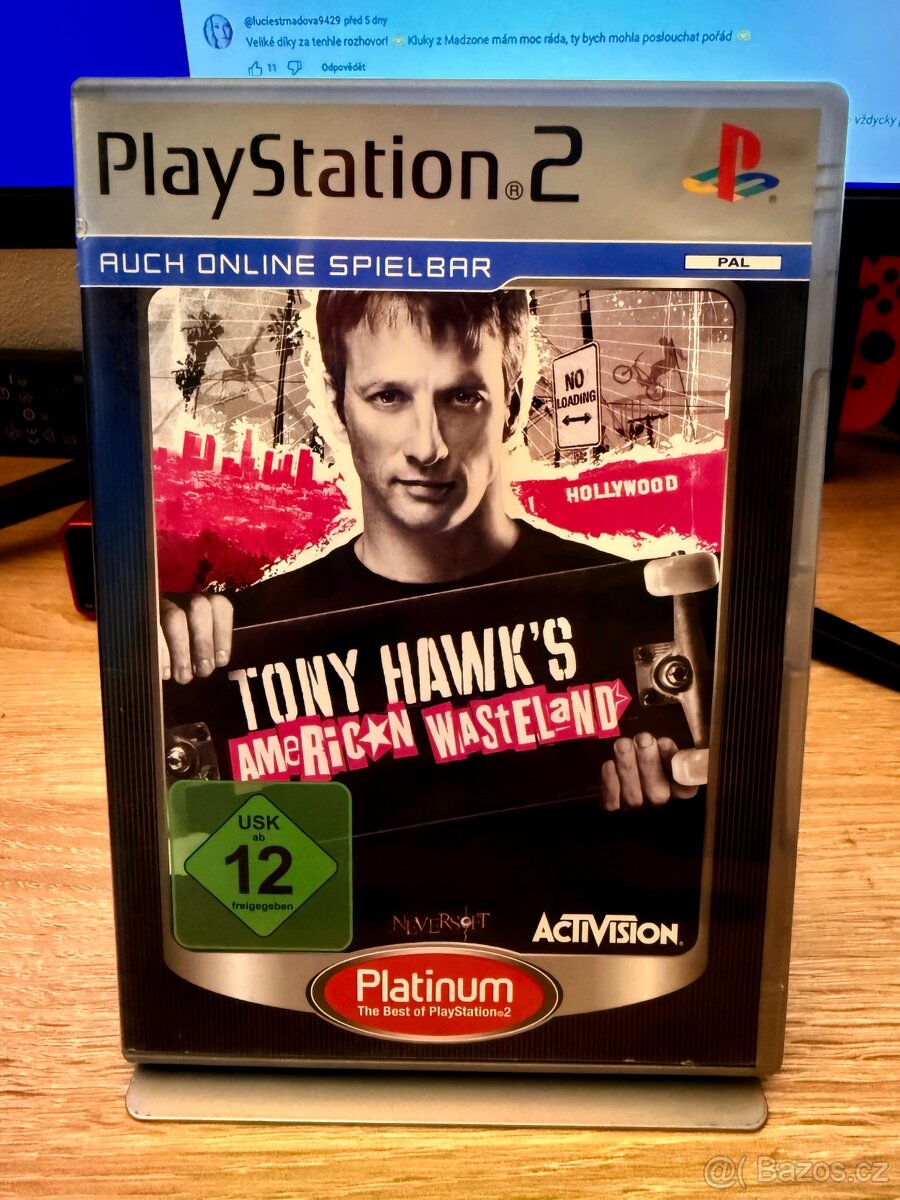 @luciestrnadova9429 před 5 dny
Veliké díky za tenhle rozhovor! Kluky z Madzone mám moc ráda, ty bych mohla poslouchat pořád
11 Odpovědět
vždycky
PlayStation®2
AUCH ONLINE SPIELBAR
PAL
NO
LOADING
HOLLYWOOD
TONY HAWK'S
AMeRiCAN WASTELaND
USK
ab
12
freigegeben
NEVERSOFT
ACTIVISION®
Platinum
The Best of PlayStation®2
@( Bazos.cz